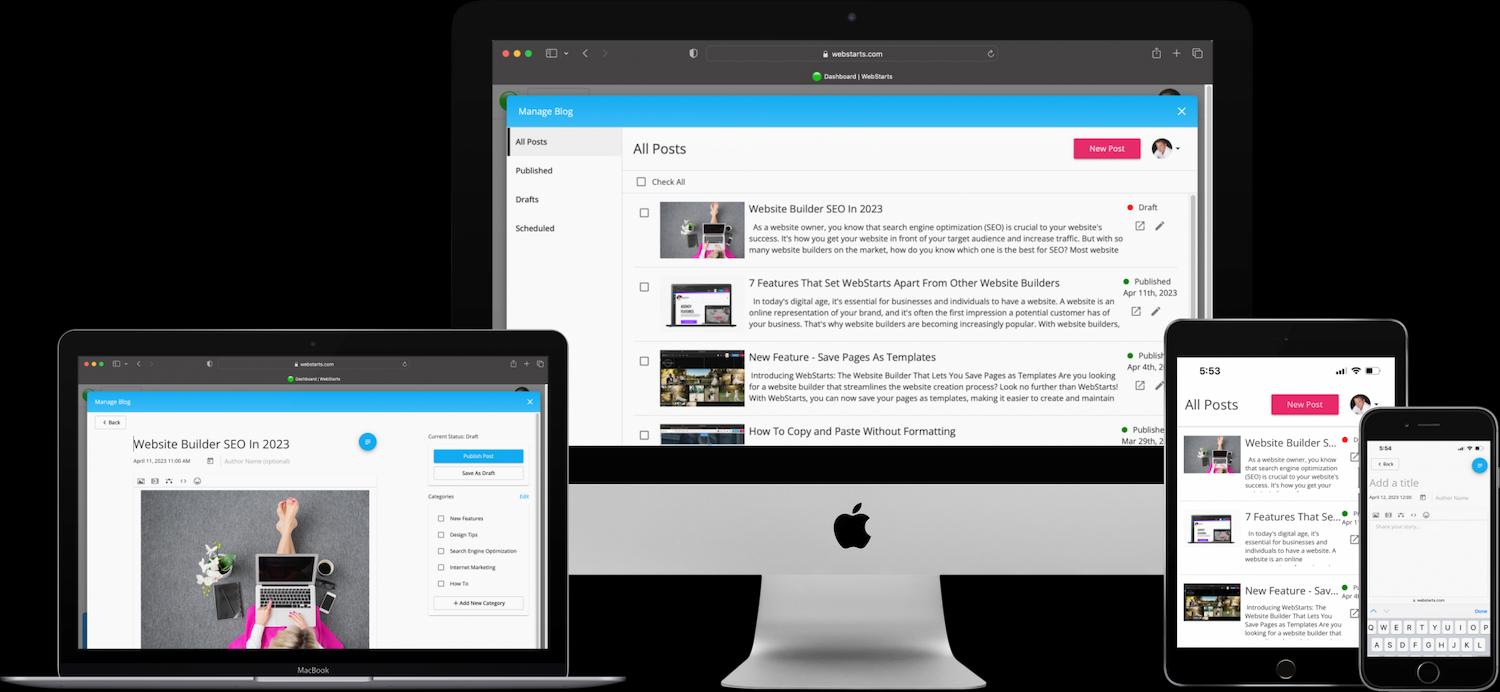 webstarts.com
Dashboard | WebStarts
Manage Blog
All Posts
Published
Drafts
Scheduled
All Posts
New Post
Check All
Website Builder SEO In 2023
Draft
As a website owner, you know that search engine optimization (SEO) is crucial to your website's
success. It's how you get your website in front of your target audience and increase traffic. But with so
many website builders on the market, how do you know which one is the best for SEO? Most website
7 Features That Set WebStarts Apart From Other Website Builders
Published
Apr 11th, 2023
In today's digital age, it's essential for businesses and individuals to have a website. A website is an
online representation of your brand, and it's often the first impression a potential customer has of
your business. That's why website builders are becoming increasingly popular. With website builders,
New Feature - Save Pages As Templates
Publish
Apr 4th, 2
Introducing WebStarts: The Website Builder That Lets You Save Pages as Templates Are you looking
for a website builder that streamlines the website creation process? Look no further than WebStarts!
With WebStarts, you can now save your pages as templates, making it easier to create and maintain
How To Copy and Paste Without Formatting
Publishe
Mar 29th, 2
webstarts.com
Dashboard | WebStarts
Manage Blog
Back
Website Builder SEO In 2023
April 11, 2023 11:00 AM
Author Name (optional)
Current Status: Draft
Publish Post
Save As Draft
Categories
Edit
New Features
Design Tips
Search Engine Optimization
Internet Marketing
How To
+ Add New Category
MacBook
5:53
All Posts
New Post
Website Builder S...
D
As a website owner, you know
that search engine optimization
(SEO) is crucial to your website's
success. It's how you get your
7 Features That Se...
P
Apr 1
In today's digital age, it's
essential for businesses and
individuals to have a website. A
website is an online
New Feature - Sav...
P
Apr 4
Introducing WebStarts: The
Website Builder That Lets You
Save Pages as Templates Are you
looking for a website builder that
5:54
Back
Add a title
April 12, 2023 12:00
Author Name
Share your story...
webstarts.com
Done
Q W E R T Y U I O P
A S D F G H J K L